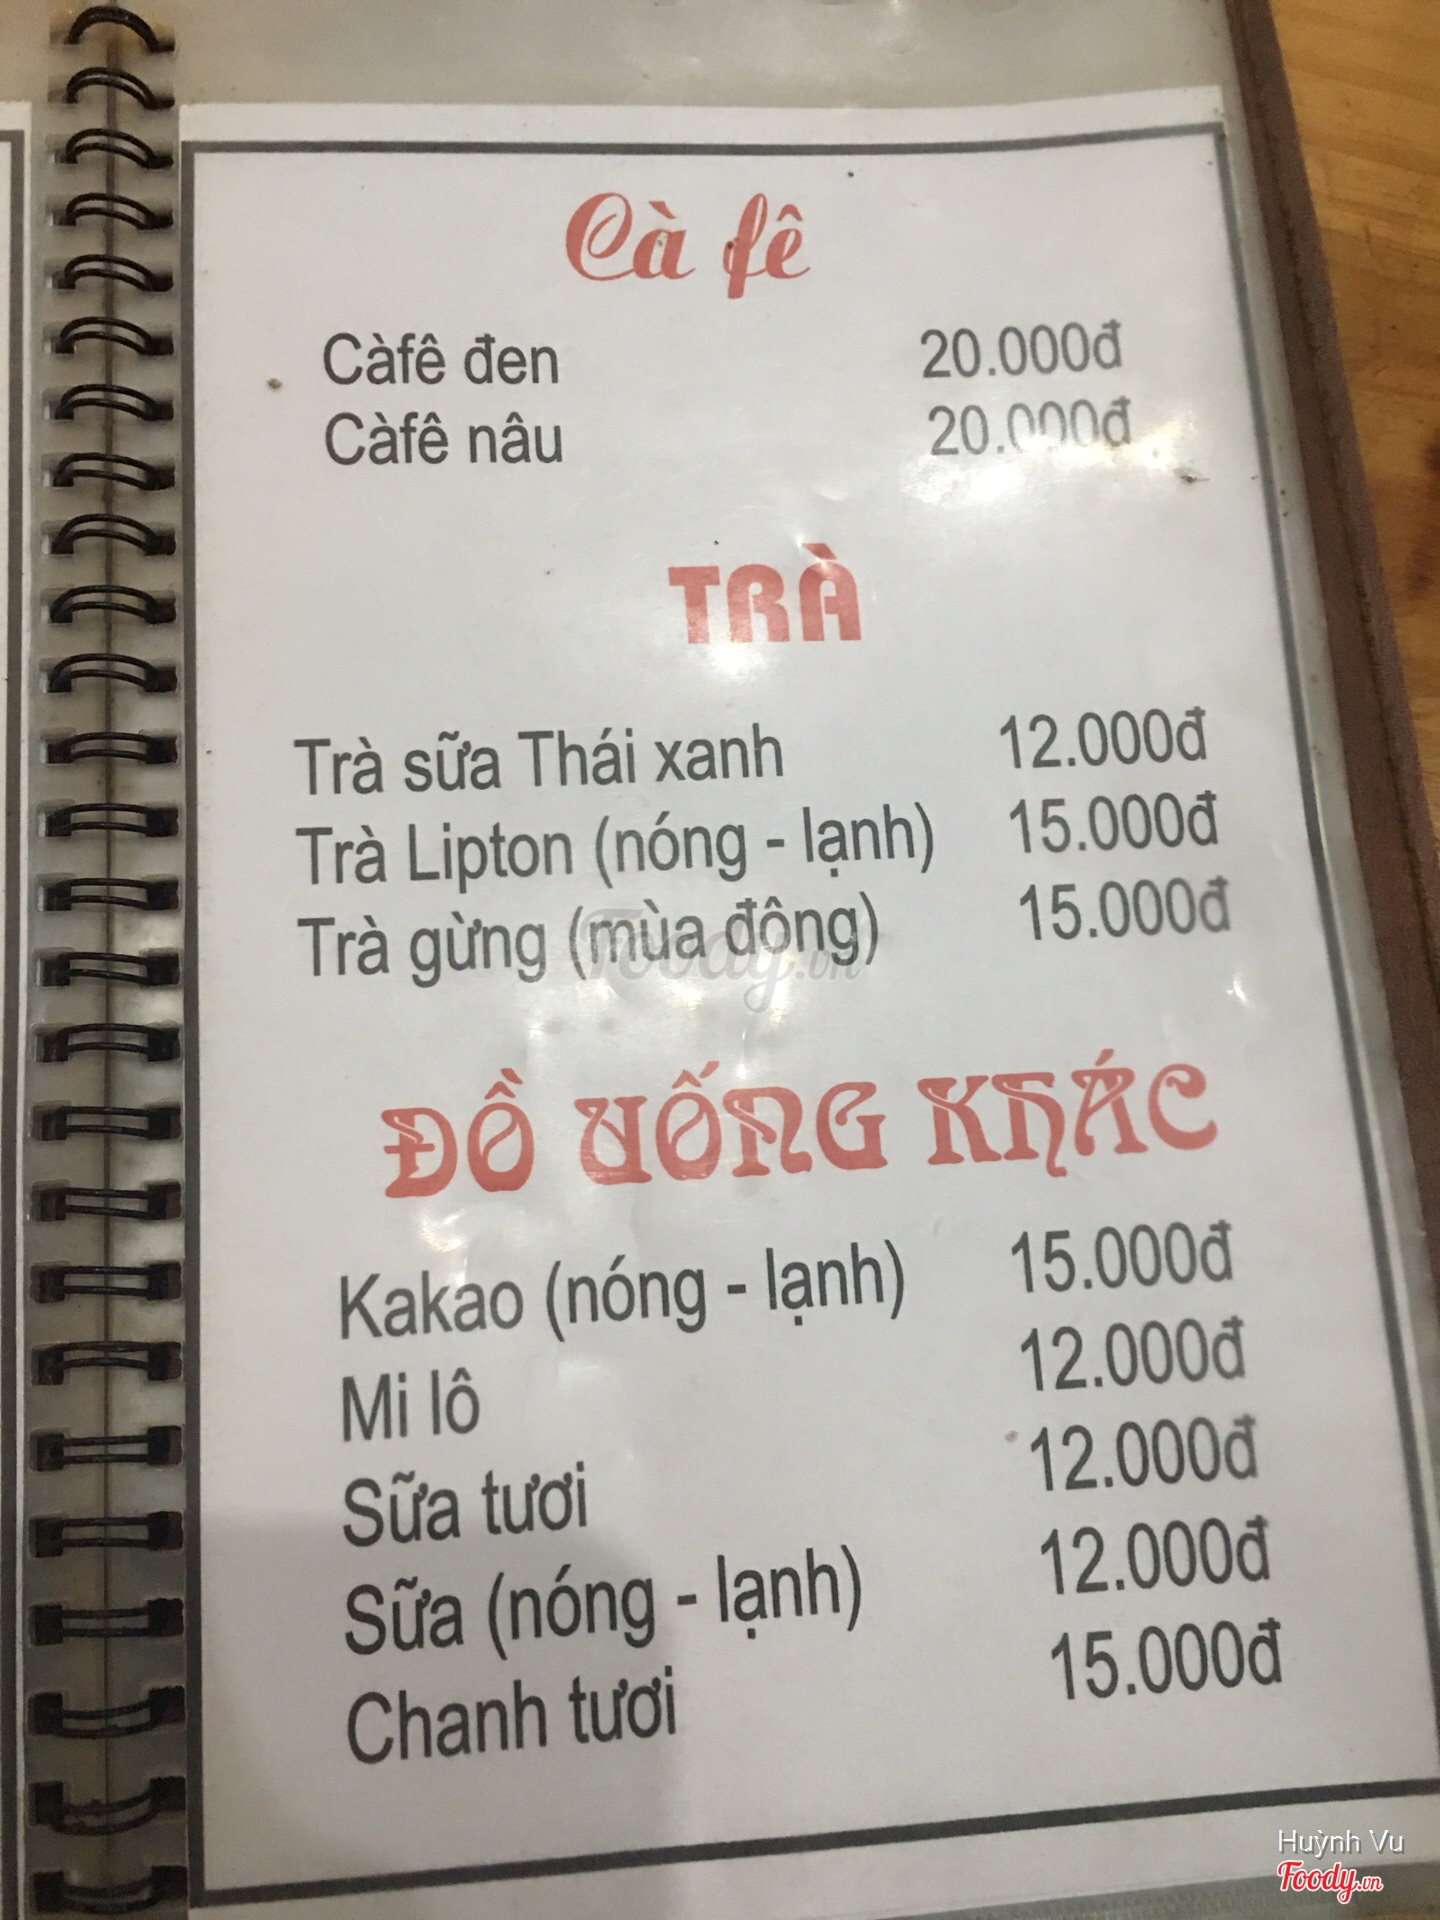 Cà fê
Càfê đen 20.000đ
Càfê nâu 20.000đ
TRÀ
Trà sữa Thái xanh 12.000đ
Trà Lipton (nóng - lạnh) 15.000đ
Trà gừng (mùa đông) 15.000đ
Foody.vn
ĐỒ UỐNG KHÁC
Kakao (nóng - lạnh) 15.000đ
Mi lô 12.000đ
Sữa tươi 12.000đ
Sữa (nóng - lạnh) 12.000đ
Chanh tươi 15.000đ
Huỳnh Vu
Foody.vn